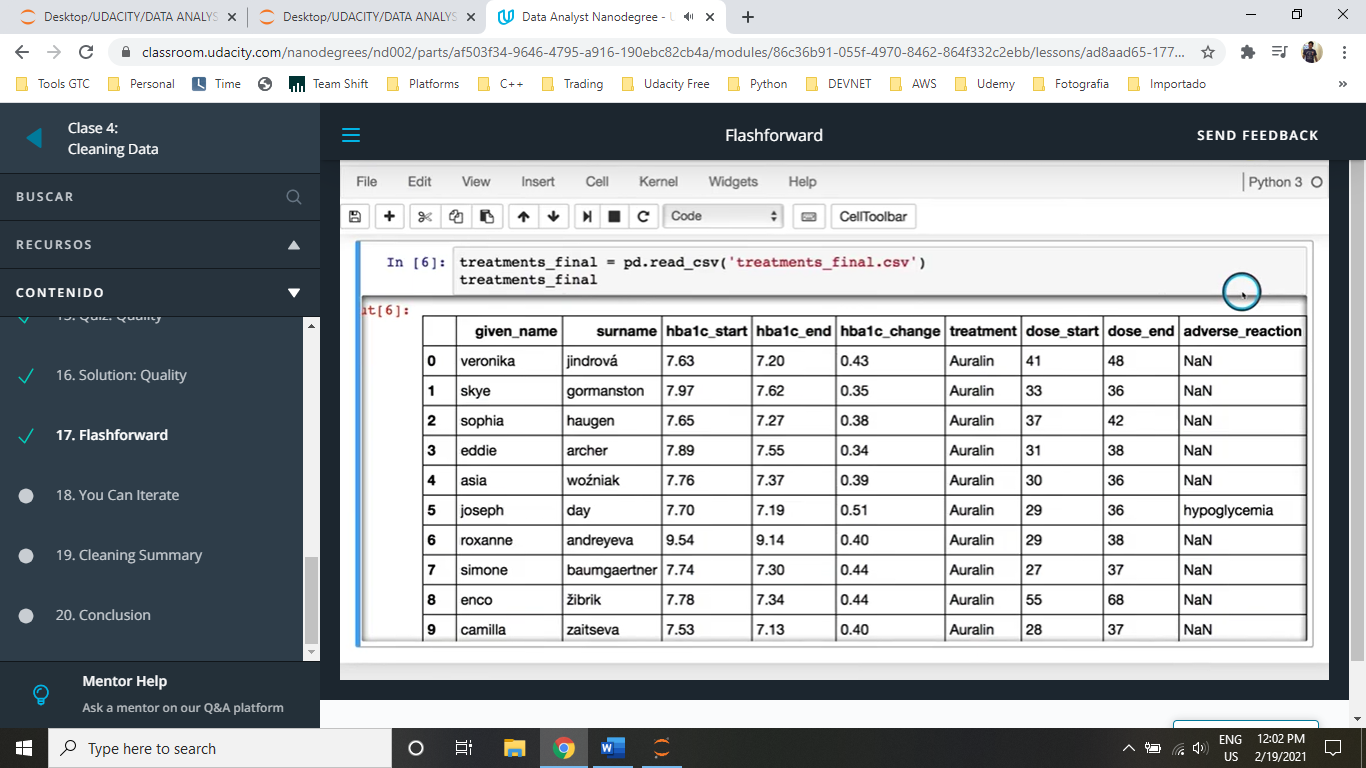 Desktop/UDACITY/DATA ANALYS
Desktop/UDACITY/DATA ANALYS
Data Analyst Nanodegree - U
classroom.udacity.com/nanodegrees/nd002/parts/af503f34-9646-4795-a916-190ebc82cb4a/modules/86c36b91-055f-4970-8462-864f332c2ebb/lessons/ad8aad65-177...
Tools GTC Personal Time Team Shift Platforms C++ Trading Udacity Free Python DEVNET AWS Udemy Fotografia Importado »
Clase 4:
Cleaning Data
Flashforward
SEND FEEDBACK
BUSCAR
RECURSOS
CONTENIDO
15. Quiz: Quality
16. Solution: Quality
17. Flashforward
18. You Can Iterate
19. Cleaning Summary
20. Conclusion
Mentor Help
Ask a mentor on our Q&A platform
File Edit View Insert Cell Kernel Widgets Help Python 3
Code CellToolbar
In [6]: treatments_final = pd.read_csv('treatments_final.csv')
treatments_final
ut[6]:
given_name surname hba1c_start hba1c_end hba1c_change treatment dose_start dose_end adverse_reaction
0 veronika jindrová 7.63 7.20 0.43 Auralin 41 48 NaN
1 skye gormanston 7.97 7.62 0.35 Auralin 33 36 NaN
2 sophia haugen 7.65 7.27 0.38 Auralin 37 42 NaN
3 eddie archer 7.89 7.55 0.34 Auralin 31 38 NaN
4 asia woźniak 7.76 7.37 0.39 Auralin 30 36 NaN
5 joseph day 7.70 7.19 0.51 Auralin 29 36 hypoglycemia
6 roxanne andreyeva 9.54 9.14 0.40 Auralin 29 38 NaN
7 simone baumgaertner 7.74 7.30 0.44 Auralin 27 37 NaN
8 enco žibrik 7.78 7.34 0.44 Auralin 55 68 NaN
9 camilla zaitseva 7.53 7.13 0.40 Auralin 28 37 NaN
Type here to search
ENG
US
12:02 PM
2/19/2021